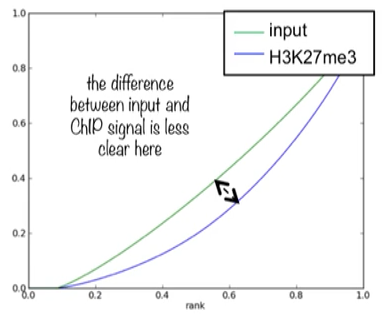 1.0
input
H3K27me3
the difference
between input and
ChIP signal is less
clear here
0.8
0.6
0.4
0.2
0.0
0.0 0.2 0.4 0.6 0.8 1.0
rank